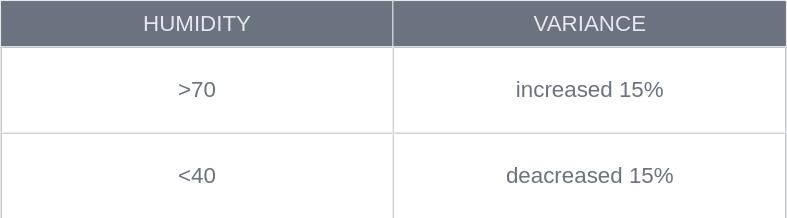 HUMIDITY VARIANCE
>70 increased 15%
<40 deacreased 15%